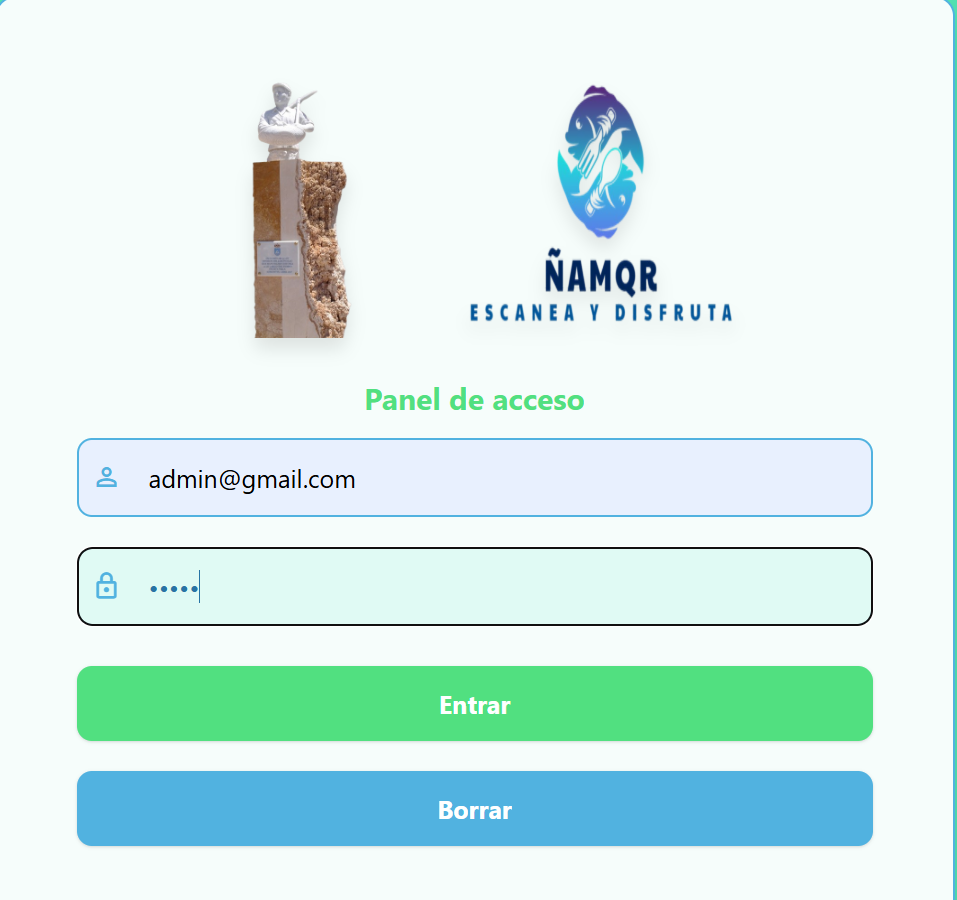 ÑAMQR
ESCANEA Y DISFRUTA
Panel de acceso
admin@gmail.com
•••••
Entrar
Borrar